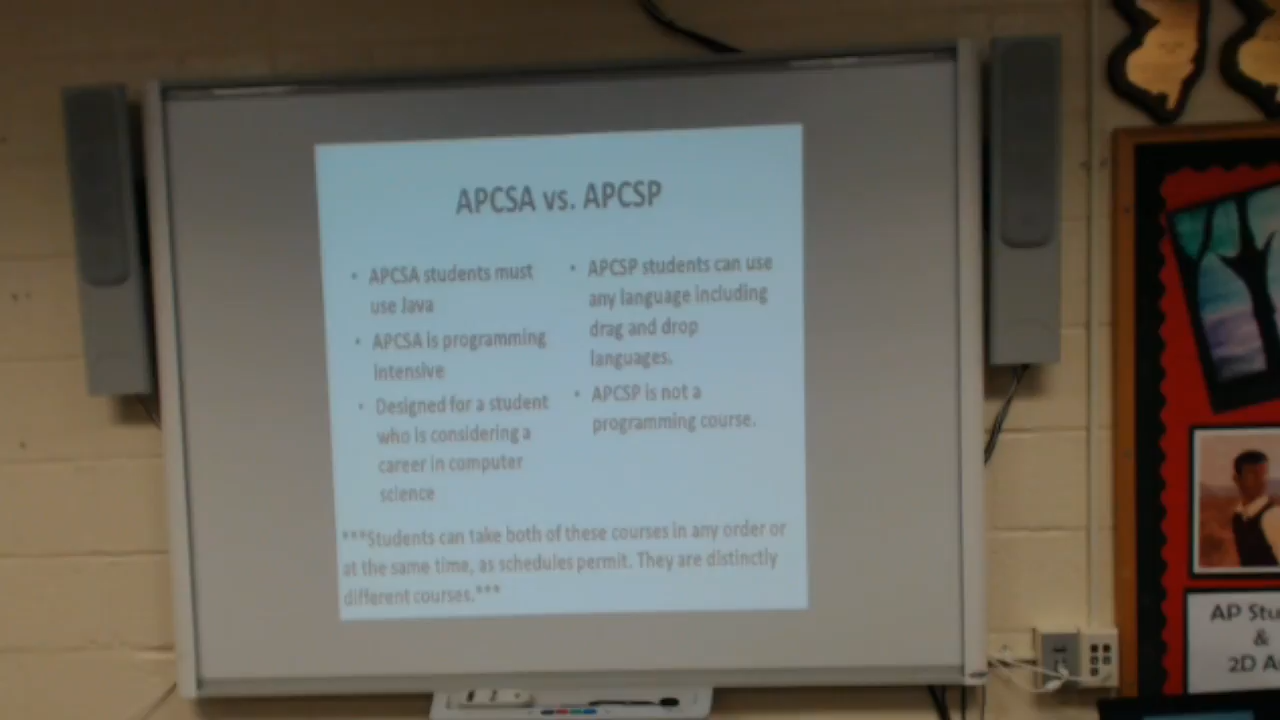 APCSA vs. APCSP
• APCSA students must
use Java
• APCSA is programming
intensive
• Designed for a student
who is considering a
career in computer
science
• APCSP students can use
any language including
drag and drop
languages.
• APCSP is not a
programming course.
***Students can take both of these courses in any order or
at the same time, as schedules permit. They are distinctly
different courses.***
AP Stu
&
2D A